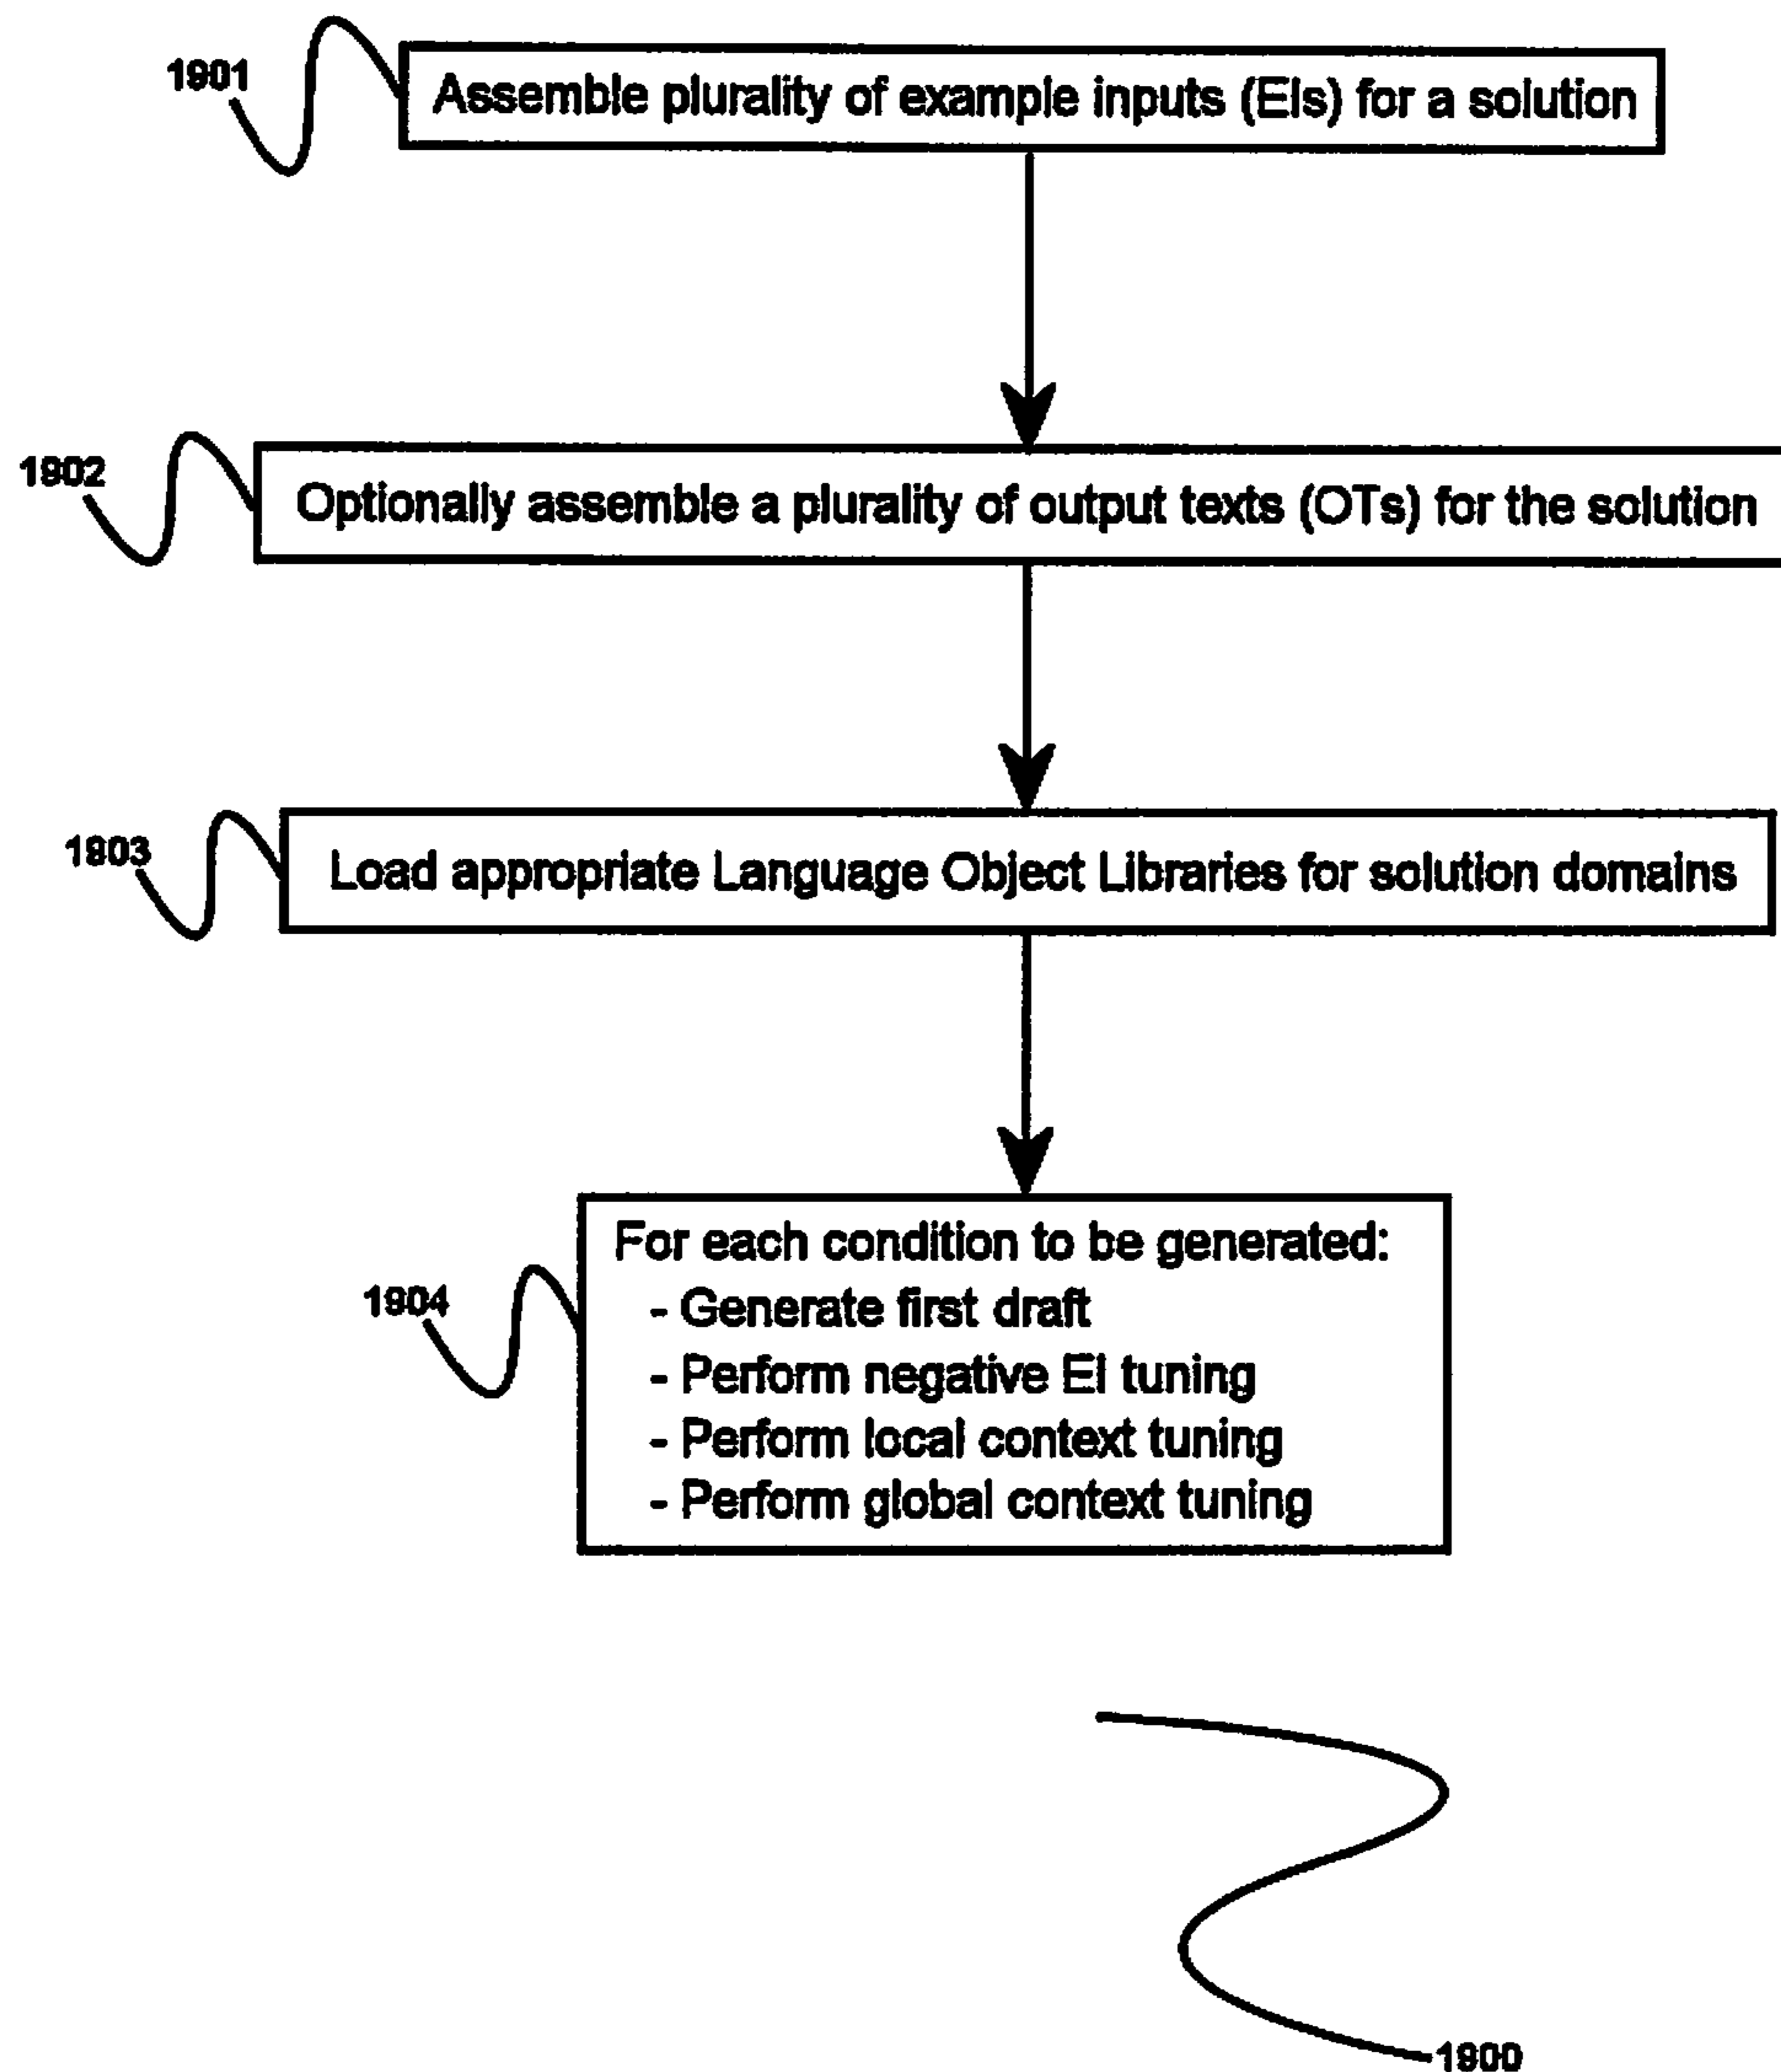 1901
Assemble plurality of example inputs (EIs) for a solution
1902
Optionally assemble a plurality of output texts (OTs) for the solution
1903
Load appropriate Language Object Libraries for solution domains
1904
For each condition to be generated:
- Generate first draft
- Perform negative EI tuning
- Perform local context tuning
- Perform global context tuning
1900